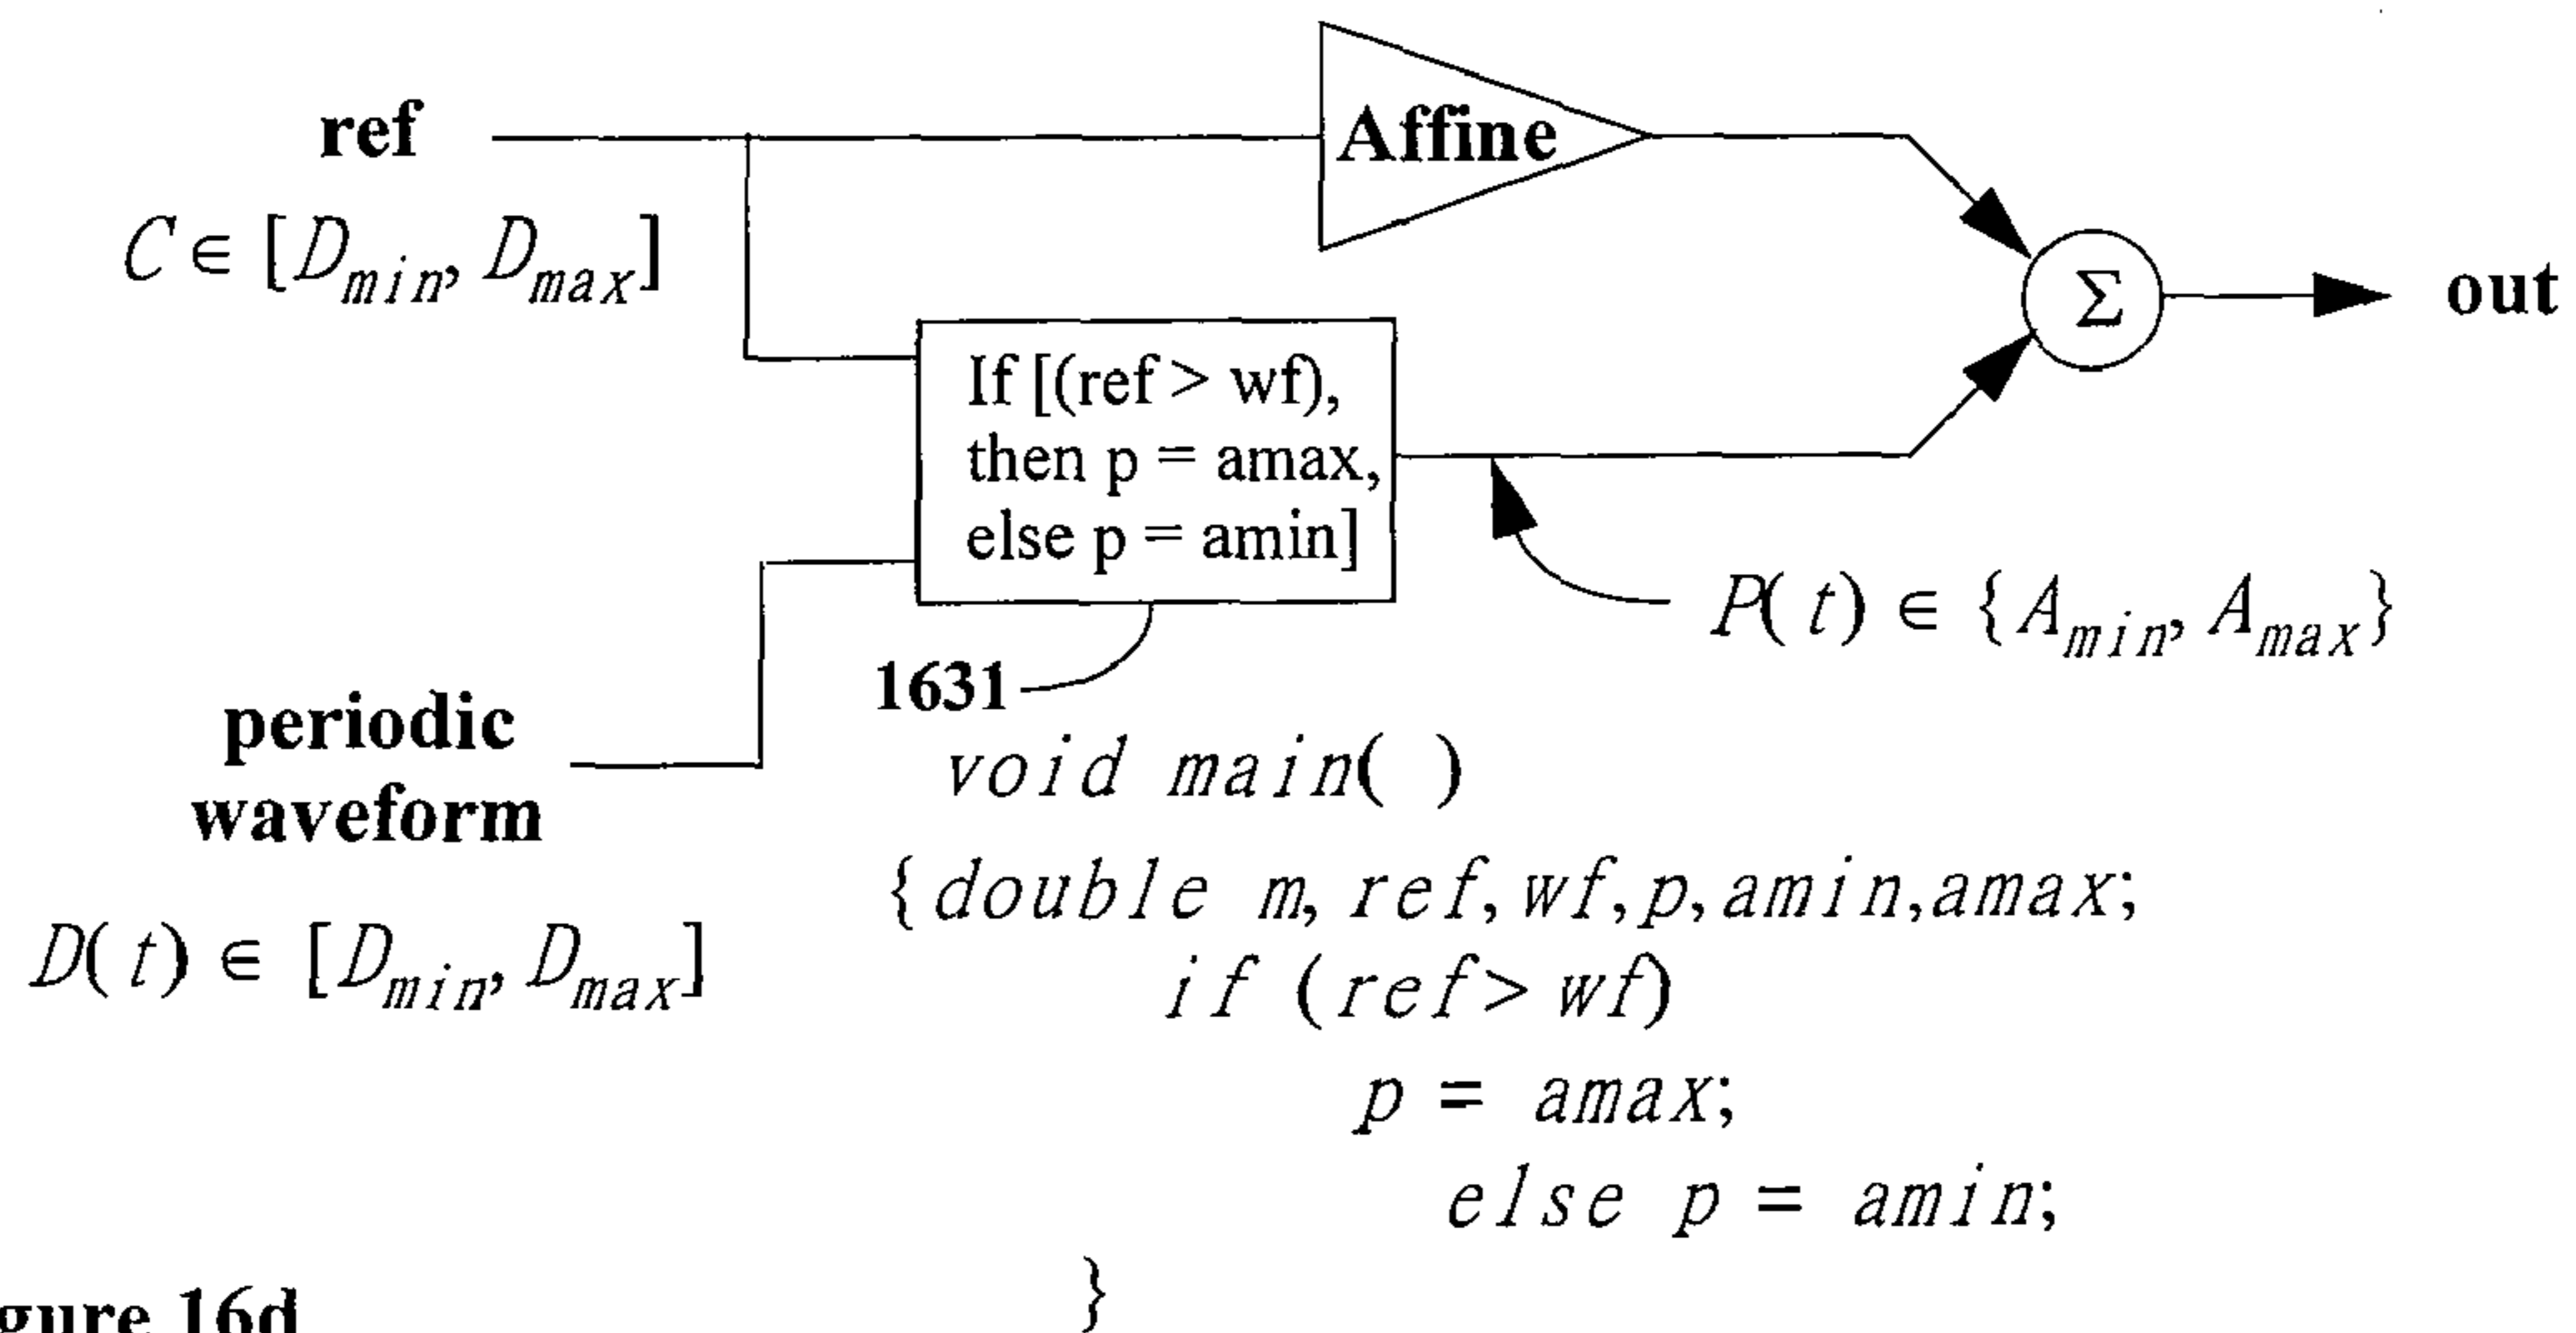 ref
Affine
C ∈ [D_min, D_max]
Σ
out
If [(ref > wf),
then p = amax,
else p = amin]
P(t) ∈ {A_min, A_max}
1631
periodic
waveform
D(t) ∈ [D_min, D_max]
void main( )
{double m, ref, wf, p, amin, amax;
if (ref> wf)
p = amax;
else p = amin;
}
gure 16d